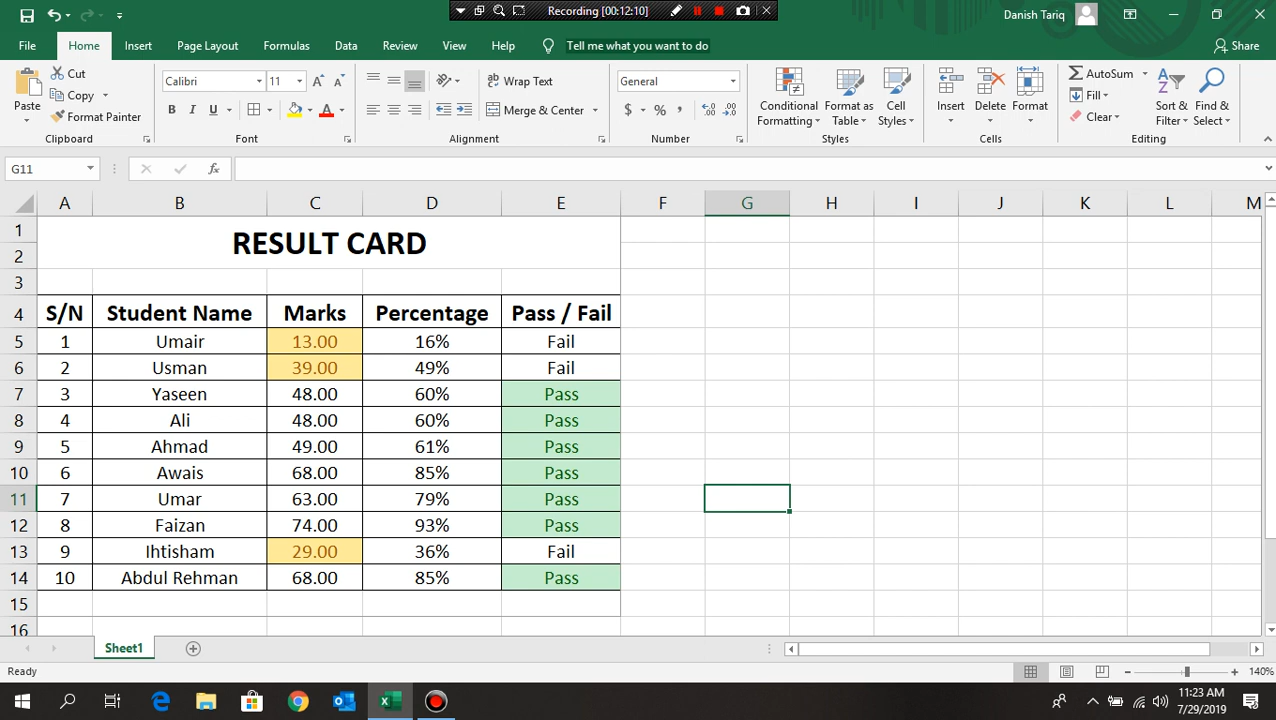 Recording [00:12:10]
Danish Tariq
File Home Insert Page Layout Formulas Data Review View Help Tell me what you want to do Share
Paste
Cut
Copy
Format Painter
Clipboard
Calibri 11
B I U
Font
Wrap Text
Merge & Center
Alignment
General
$ % ,
Number
Conditional Formatting
Format as Table
Cell Styles
Styles
Insert
Delete
Format
Cells
AutoSum
Fill
Clear
Sort & Filter
Find & Select
Editing
G11 fx
A B C D E F G H I J K L M
1
2 RESULT CARD
3
4 S/N Student Name Marks Percentage Pass / Fail
5 1 Umair 13.00 16% Fail
6 2 Usman 39.00 49% Fail
7 3 Yaseen 48.00 60% Pass
8 4 Ali 48.00 60% Pass
9 5 Ahmad 49.00 61% Pass
10 6 Awais 68.00 85% Pass
11 7 Umar 63.00 79% Pass
12 8 Faizan 74.00 93% Pass
13 9 Ihtisham 29.00 36% Fail
14 10 Abdul Rehman 68.00 85% Pass
15
16
Sheet1
Ready 140%
11:23 AM
7/29/2019